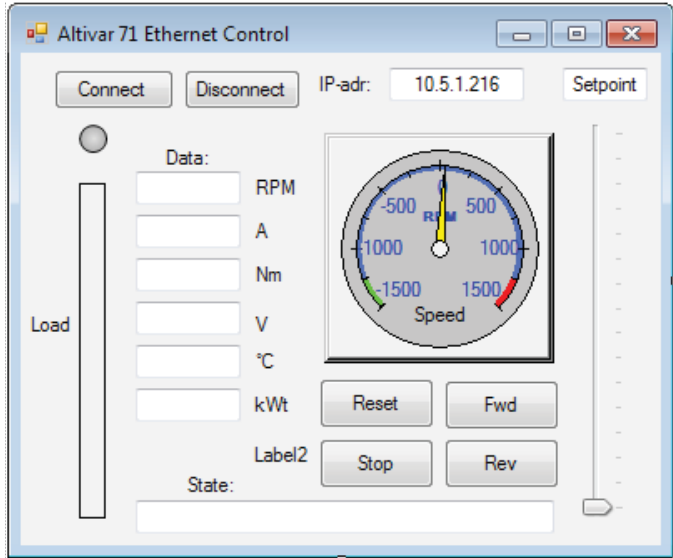 Altivar 71 Ethernet Control
Connect
Disconnect
IP-adr:
10.5.1.216
Setpoint
Data:
RPM
A
Nm
V
°C
kWt
Label2
Load
State:
0
-500
RPM
500
-1000
1000
-1500
1500
Speed
Reset
Fwd
Stop
Rev